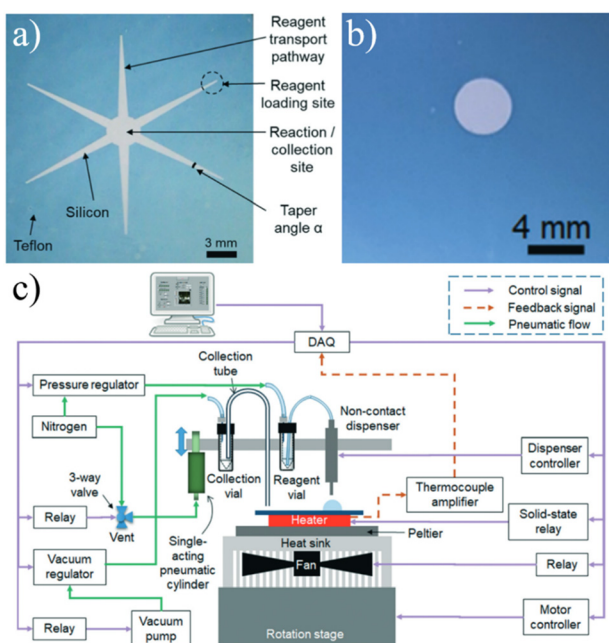 a)
Reagent
transport
pathway
Reagent
loading site
Reaction /
collection
site
Taper
angle α
Silicon
Teflon
3 mm
b)
4 mm
c)
Control signal
Feedback signal
Pneumatic flow
DAQ
Collection
tube
Pressure regulator
Nitrogen
Non-contact
dispenser
Dispenser
controller
3-way
valve
Collection
vial
Reagent
vial
Thermocouple
amplifier
Relay
Vent
Heater
Solid-state
relay
Single-
acting
pneumatic
cylinder
Peltier
Heat sink
Vacuum
regulator
Fan
Relay
Relay
Vacuum
pump
Rotation stage
Motor
controller